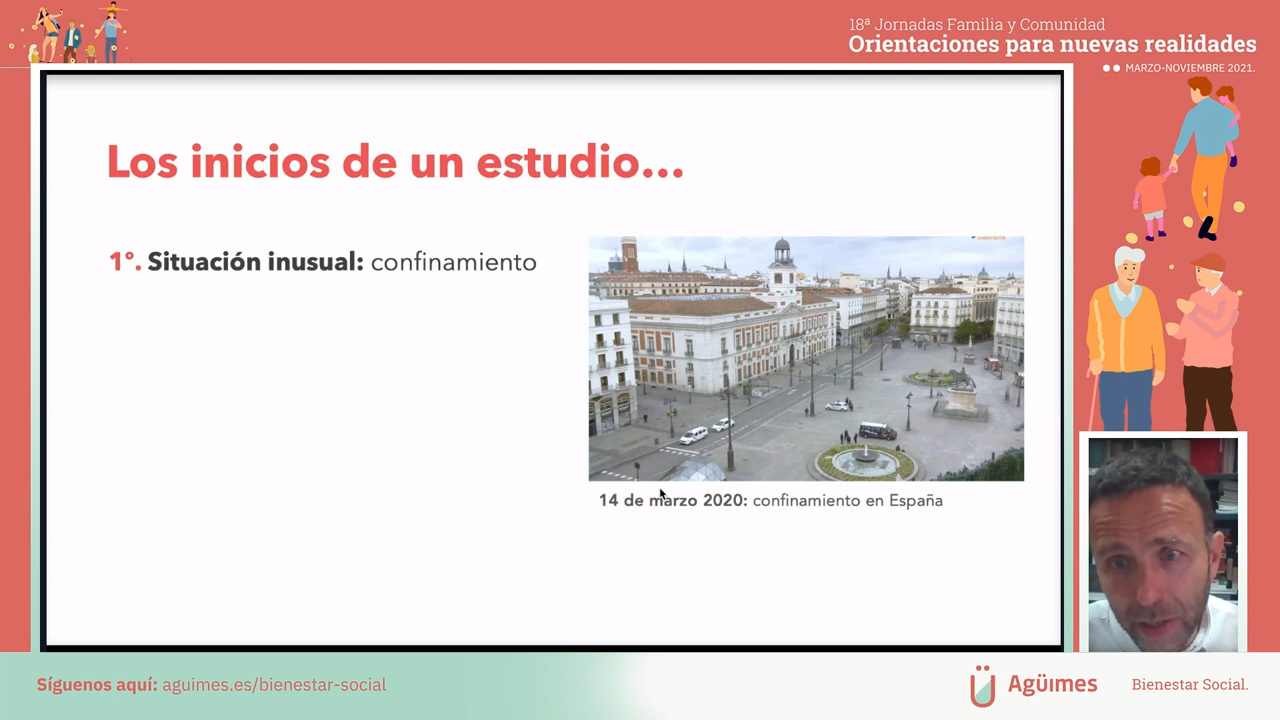 18ª Jornadas Familia y Comunidad
Orientaciones para nuevas realidades
MARZO-NOVIEMBRE 2021.
Los inicios de un estudio...
1º. Situación inusual: confinamiento
14 de marzo 2020: confinamiento en España
Síguenos aquí: aguimes.es/bienestar-social
Agüimes
Bienestar Social.